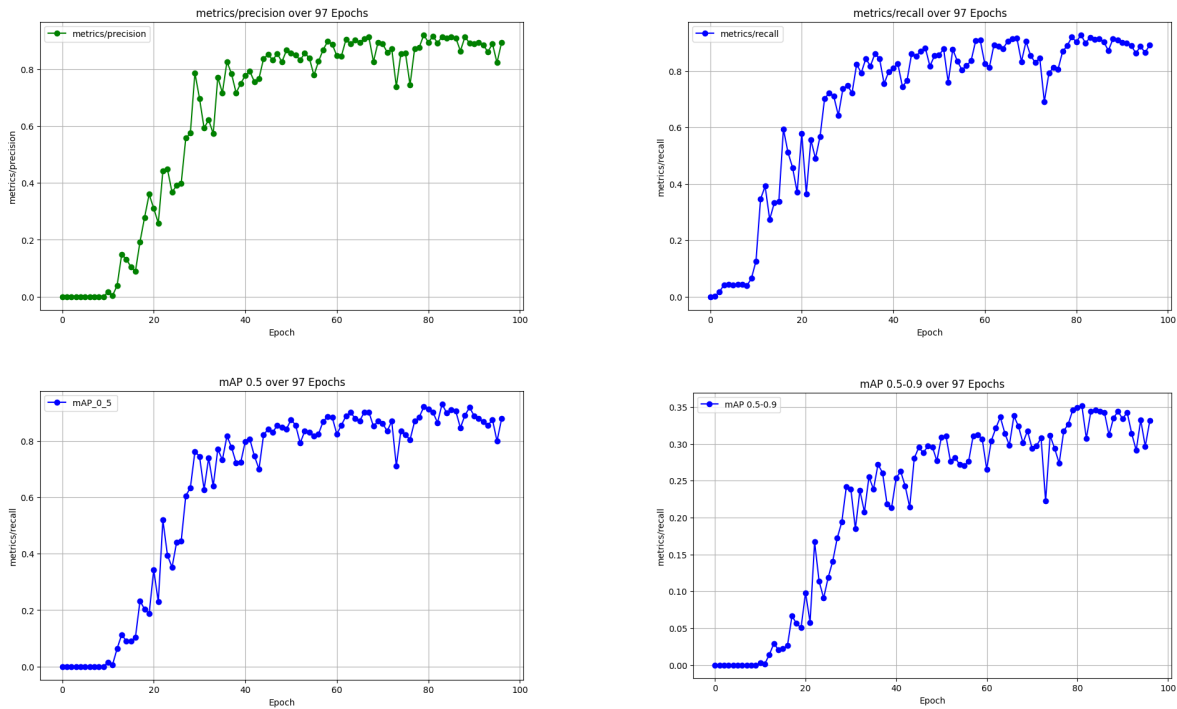 metrics/precision over 97 Epochs
metrics/precision
metrics/precision
0.8
0.6
0.4
0.2
0.0
0 20 40 60 80 100
Epoch
metrics/recall over 97 Epochs
metrics/recall
metrics/recall
0.8
0.6
0.4
0.2
0.0
0 20 40 60 80 100
Epoch
mAP 0.5 over 97 Epochs
mAP_0_5
metrics/recall
0.8
0.6
0.4
0.2
0.0
0 20 40 60 80 100
Epoch
mAP 0.5-0.9 over 97 Epochs
mAP 0.5-0.9
metrics/recall
0.35
0.30
0.25
0.20
0.15
0.10
0.05
0.00
0 20 40 60 80 100
Epoch